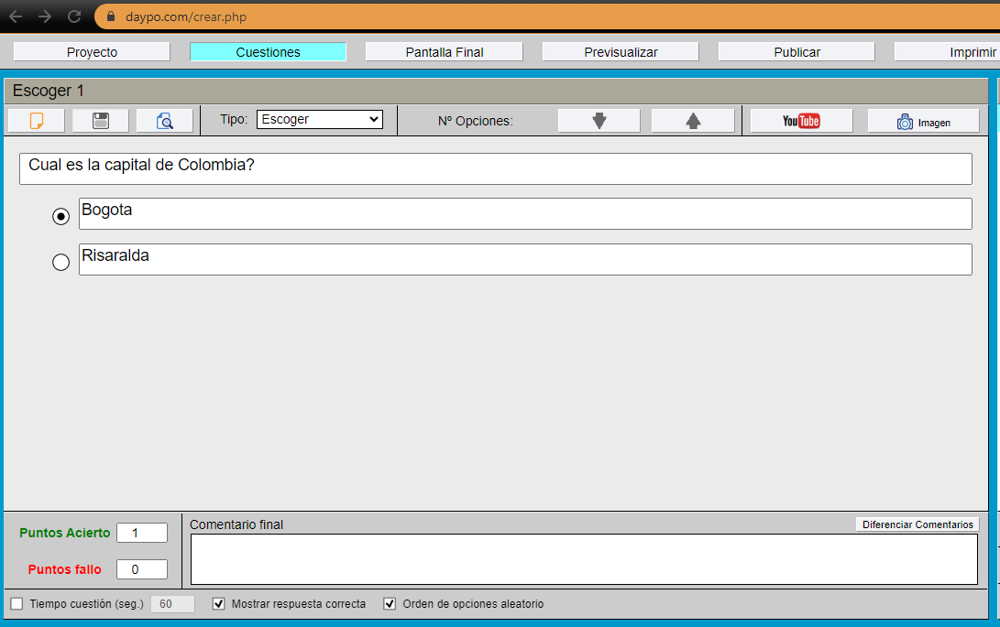 daypo.com/crear.php
Proyecto Cuestiones Pantalla Final Previsualizar Publicar Imprimir
Escoger 1
Tipo: Escoger Nº Opciones: YouTube Imagen
Cual es la capital de Colombia?
Bogota
Risaralda
Puntos Acierto 1
Puntos fallo 0
Comentario final Diferenciar Comentarios
Tiempo cuestión (seg.) 60 Mostrar respuesta correcta Orden de opciones aleatorio